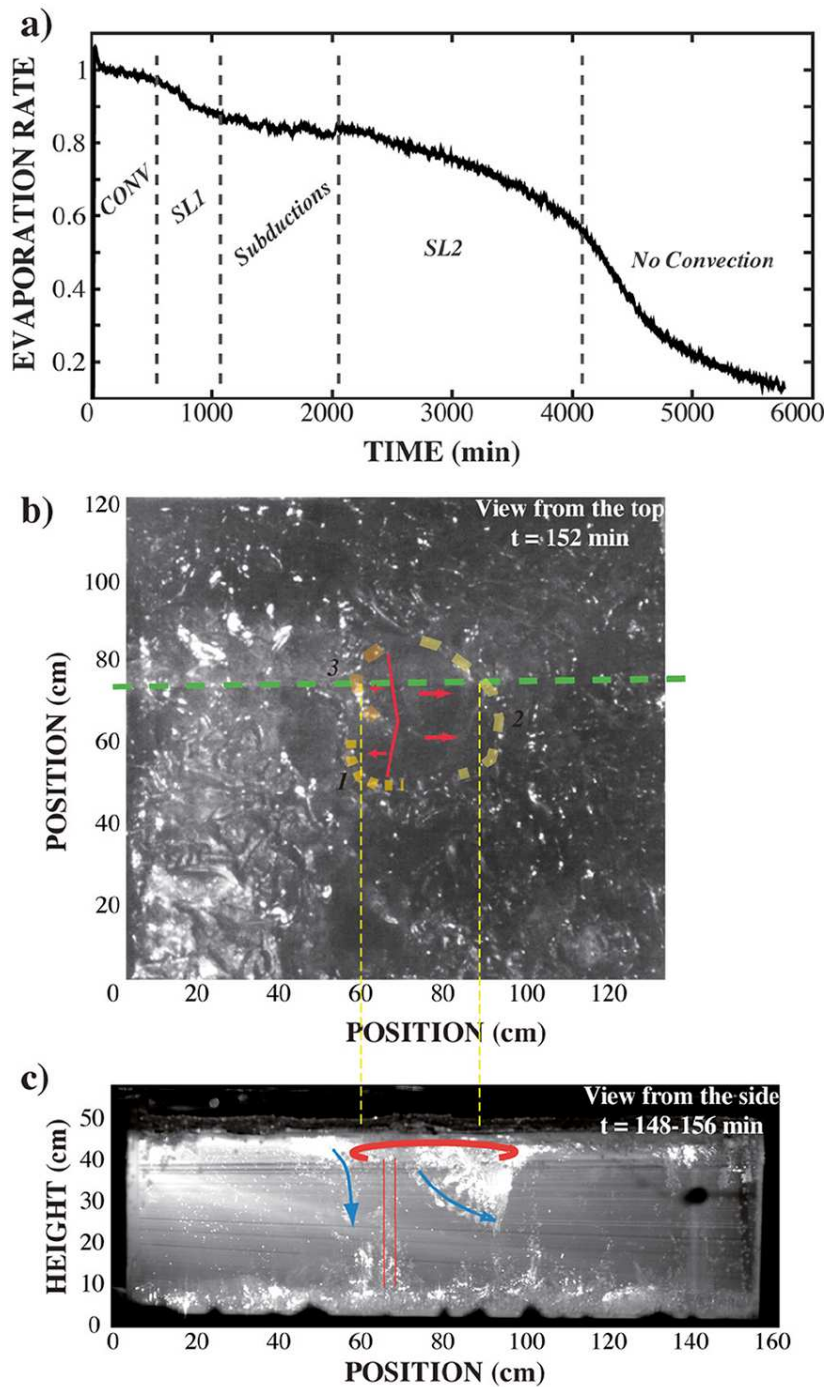 a)
EVAPORATION RATE
1
0.8
0.6
0.4
0.2
CONV
SL1
Subductions
SL2
No Convection
0 1000 2000 3000 4000 5000 6000
TIME (min)
b)
View from the top
t = 152 min
POSITION (cm)
120
100
80
60
40
20
3
2
1
1
0 20 40 60 80 100 120
POSITION (cm)
c)
View from the side
t = 148-156 min
HEIGHT (cm)
50
40
30
20
10
0
0 20 40 60 80 100 120 140 160
POSITION (cm)